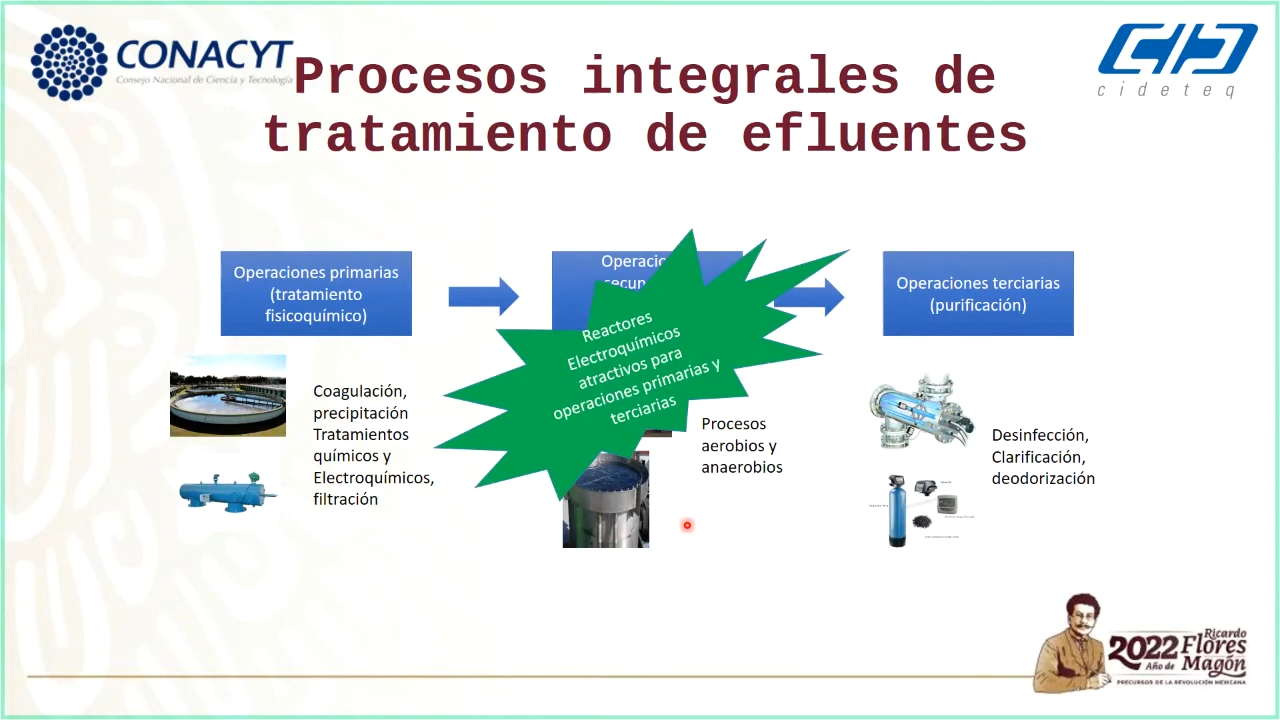 CONACYT
Consejo Nacional de Ciencia y Tecnología
cideteq
Procesos integrales de
tratamiento de efluentes
Operaciones primarias
(tratamiento
fisicoquímico)
Operaciones terciarias
(purificación)
Reactores
Electroquímicos
atractivos para
operaciones primarias y
terciarias
Coagulación,
precipitación
Tratamientos
químicos y
Electroquímicos,
filtración
Procesos
aerobios y
anaerobios
Desinfección,
Clarificación,
deodorización
2022 Ricardo
Flores
Año de Magón
PRECURSOR DE LA REVOLUCIÓN MEXICANA